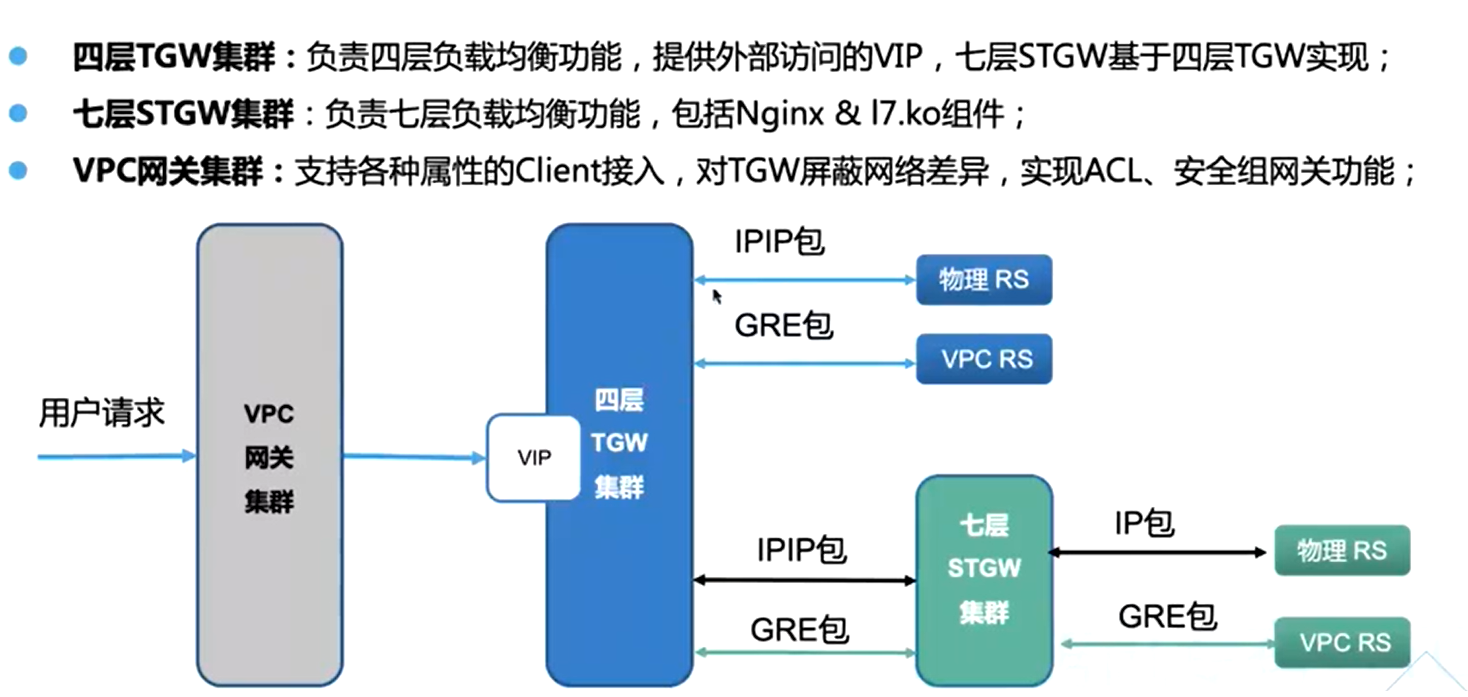 四层TGW集群：负责四层负载均衡功能，提供外部访问的VIP，七层STGW基于四层TGW实现；
七层STGW集群：负责七层负载均衡功能，包括Nginx & l7.ko组件；
VPC网关集群：支持各种属性的Client接入，对TGW屏蔽网络差异，实现ACL、安全组网关功能；
用户请求
VPC
网关
集群
VIP
四层
TGW
集群
IPIP包
物理 RS
GRE包
VPC RS
IPIP包
GRE包
七层
STGW
集群
IP包
物理 RS
GRE包
VPC RS